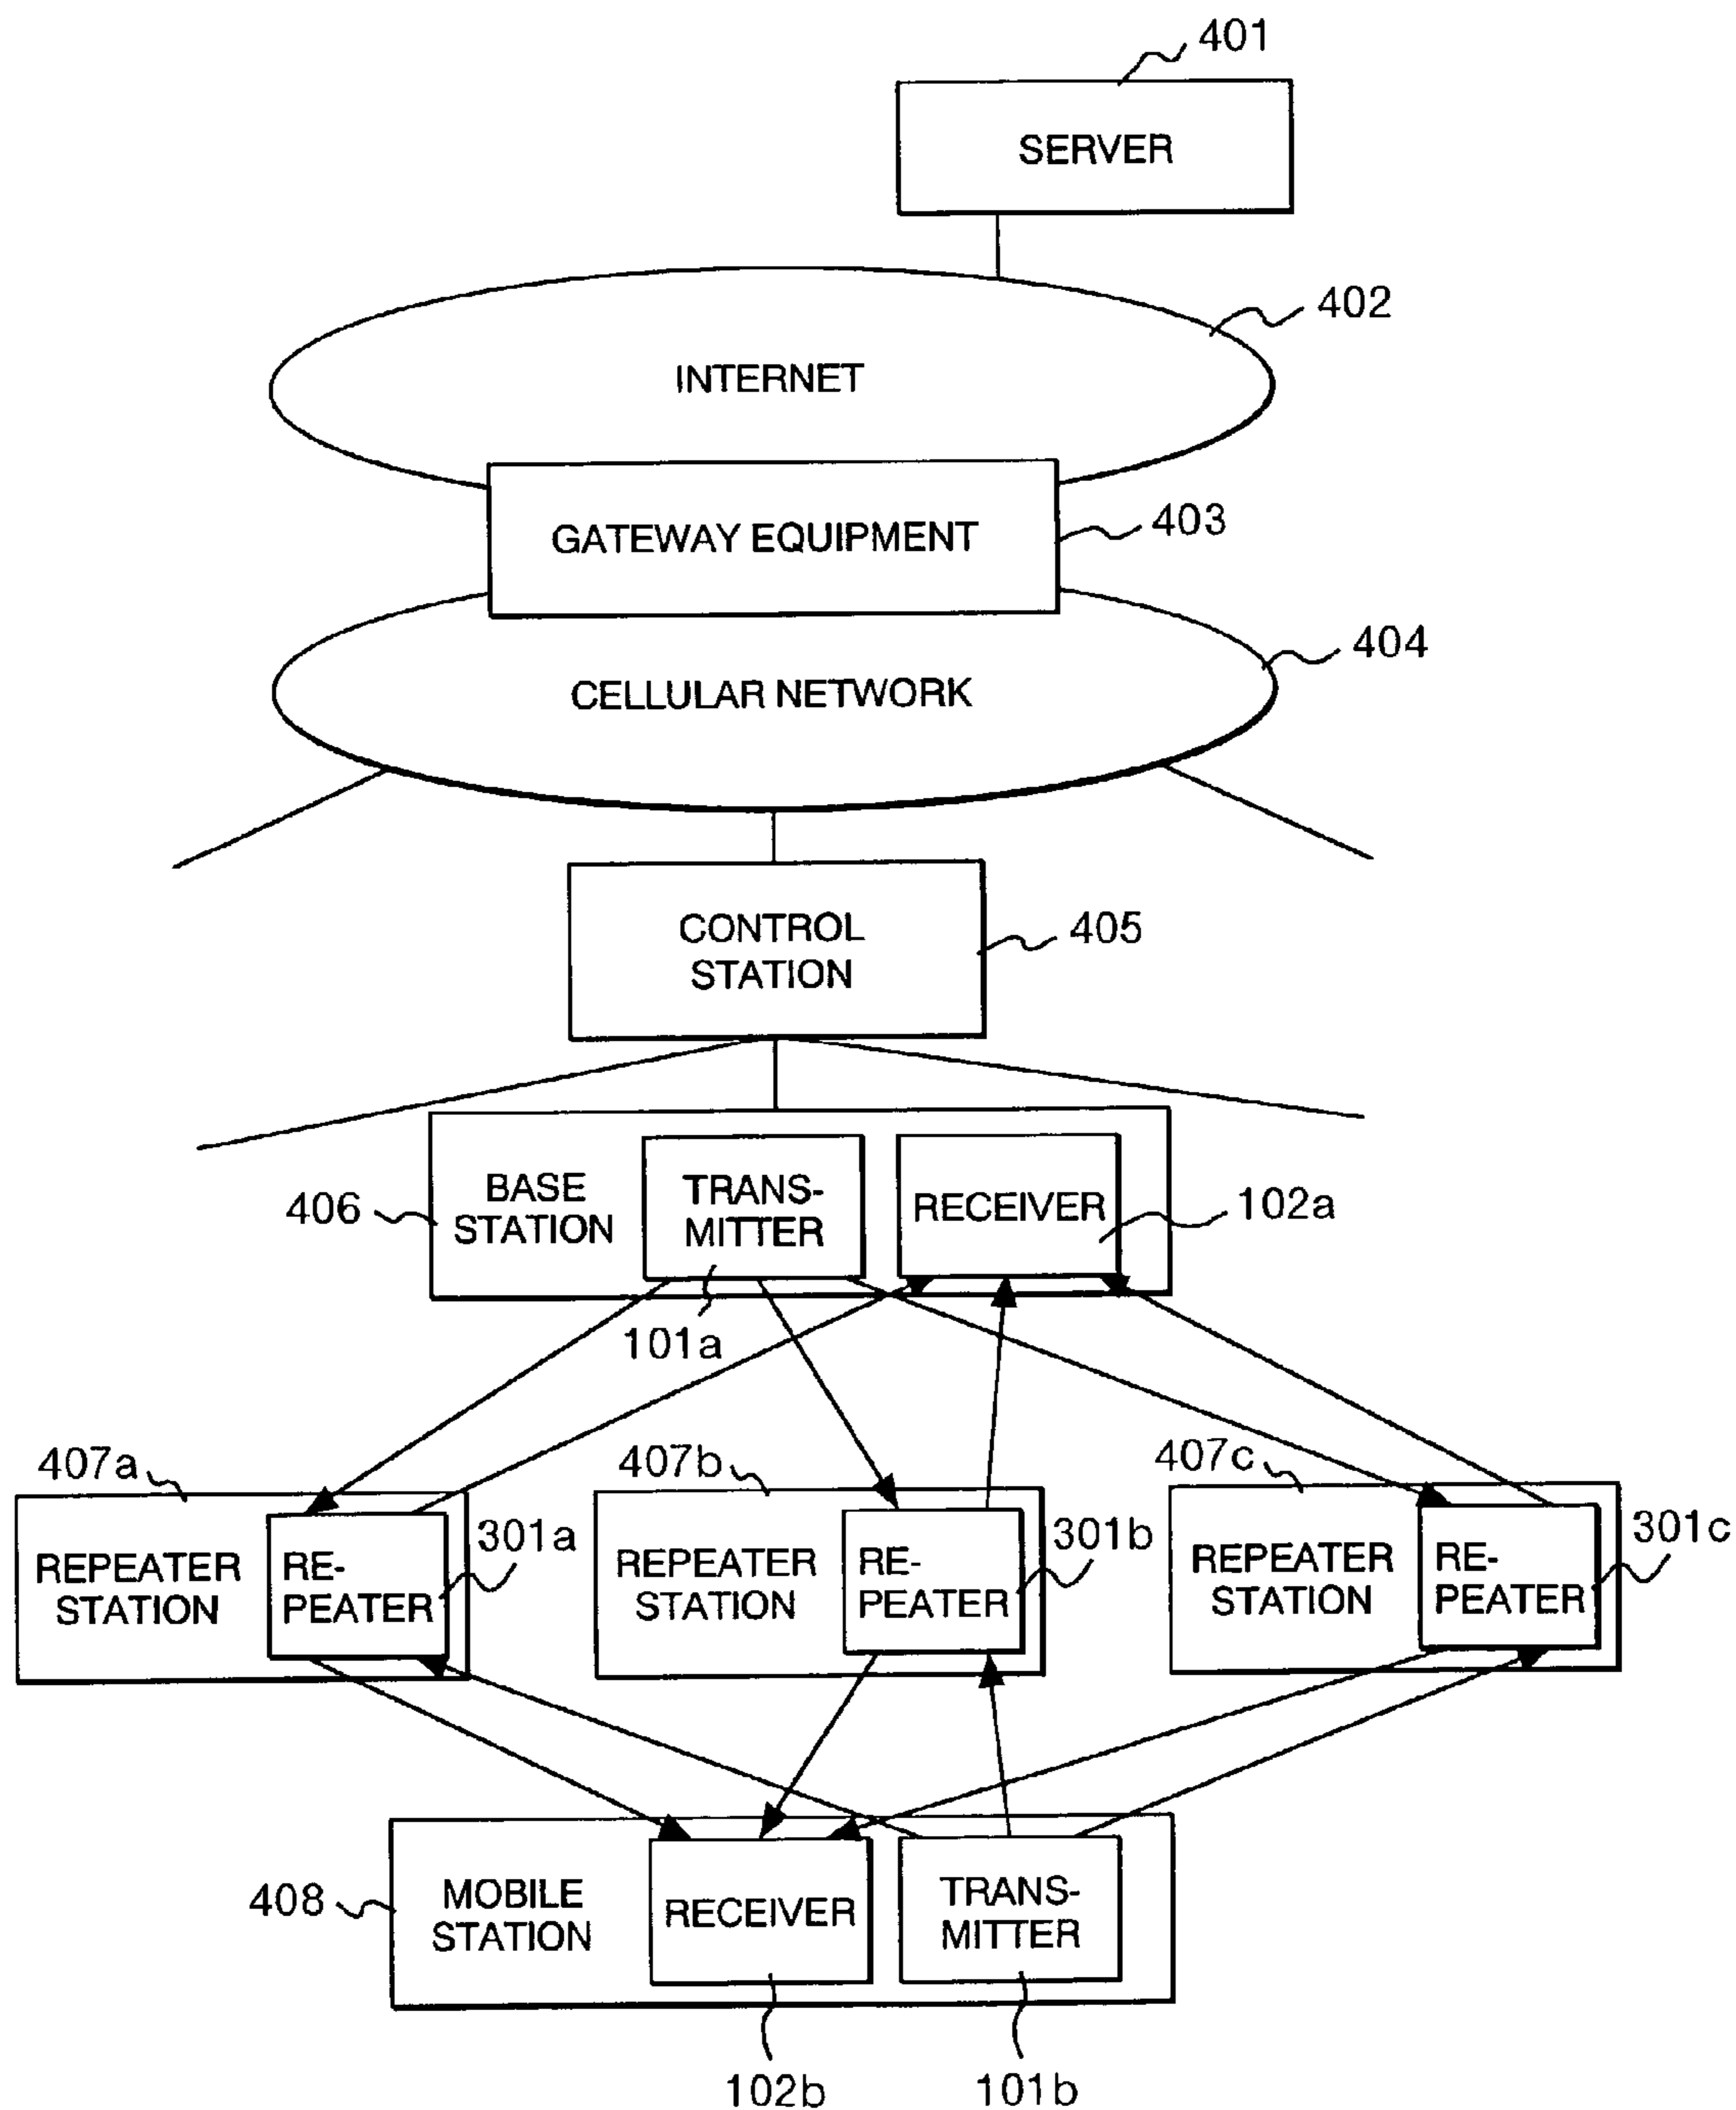 401
SERVER
402
INTERNET
GATEWAY EQUIPMENT
403
404
CELLULAR NETWORK
CONTROL
STATION
405
406
BASE
STATION
TRANS-
MITTER
RECEIVER
102a
101a
407a
407b
407c
REPEATER
STATION
RE-
PEATER
301a
REPEATER
STATION
RE-
PEATER
301b
REPEATER
STATION
RE-
PEATER
301c
408
MOBILE
STATION
RECEIVER
TRANS-
MITTER
102b
101b